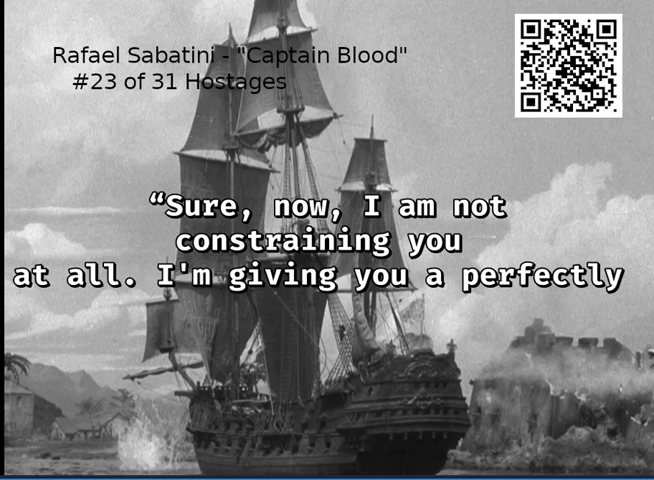 Rafael Sabatini - "Captain Blood"
#23 of 31 Hostages
“Sure, now, I am not
constraining you
at all. I'm giving you a perfectly